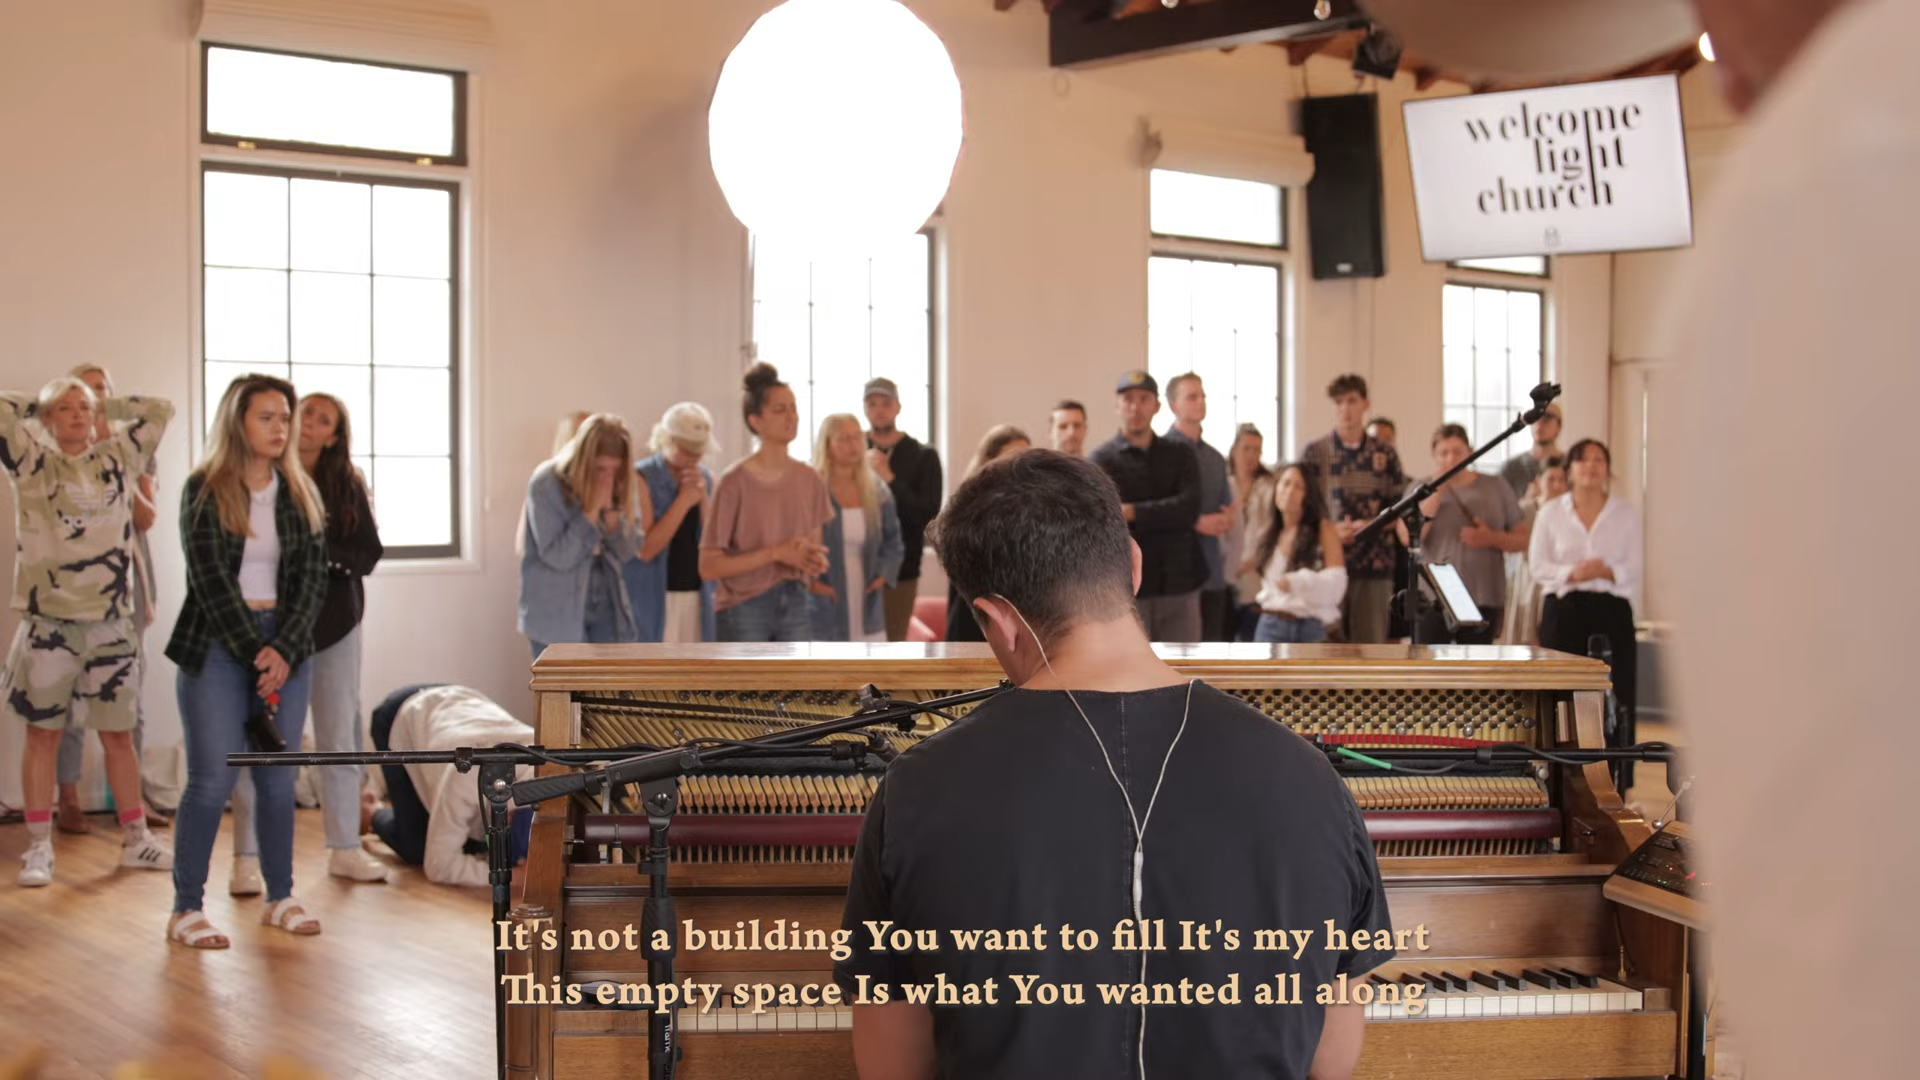 welcome
light
church
It's not a building You want to fill It's my heart
This empty space Is what You wanted all along